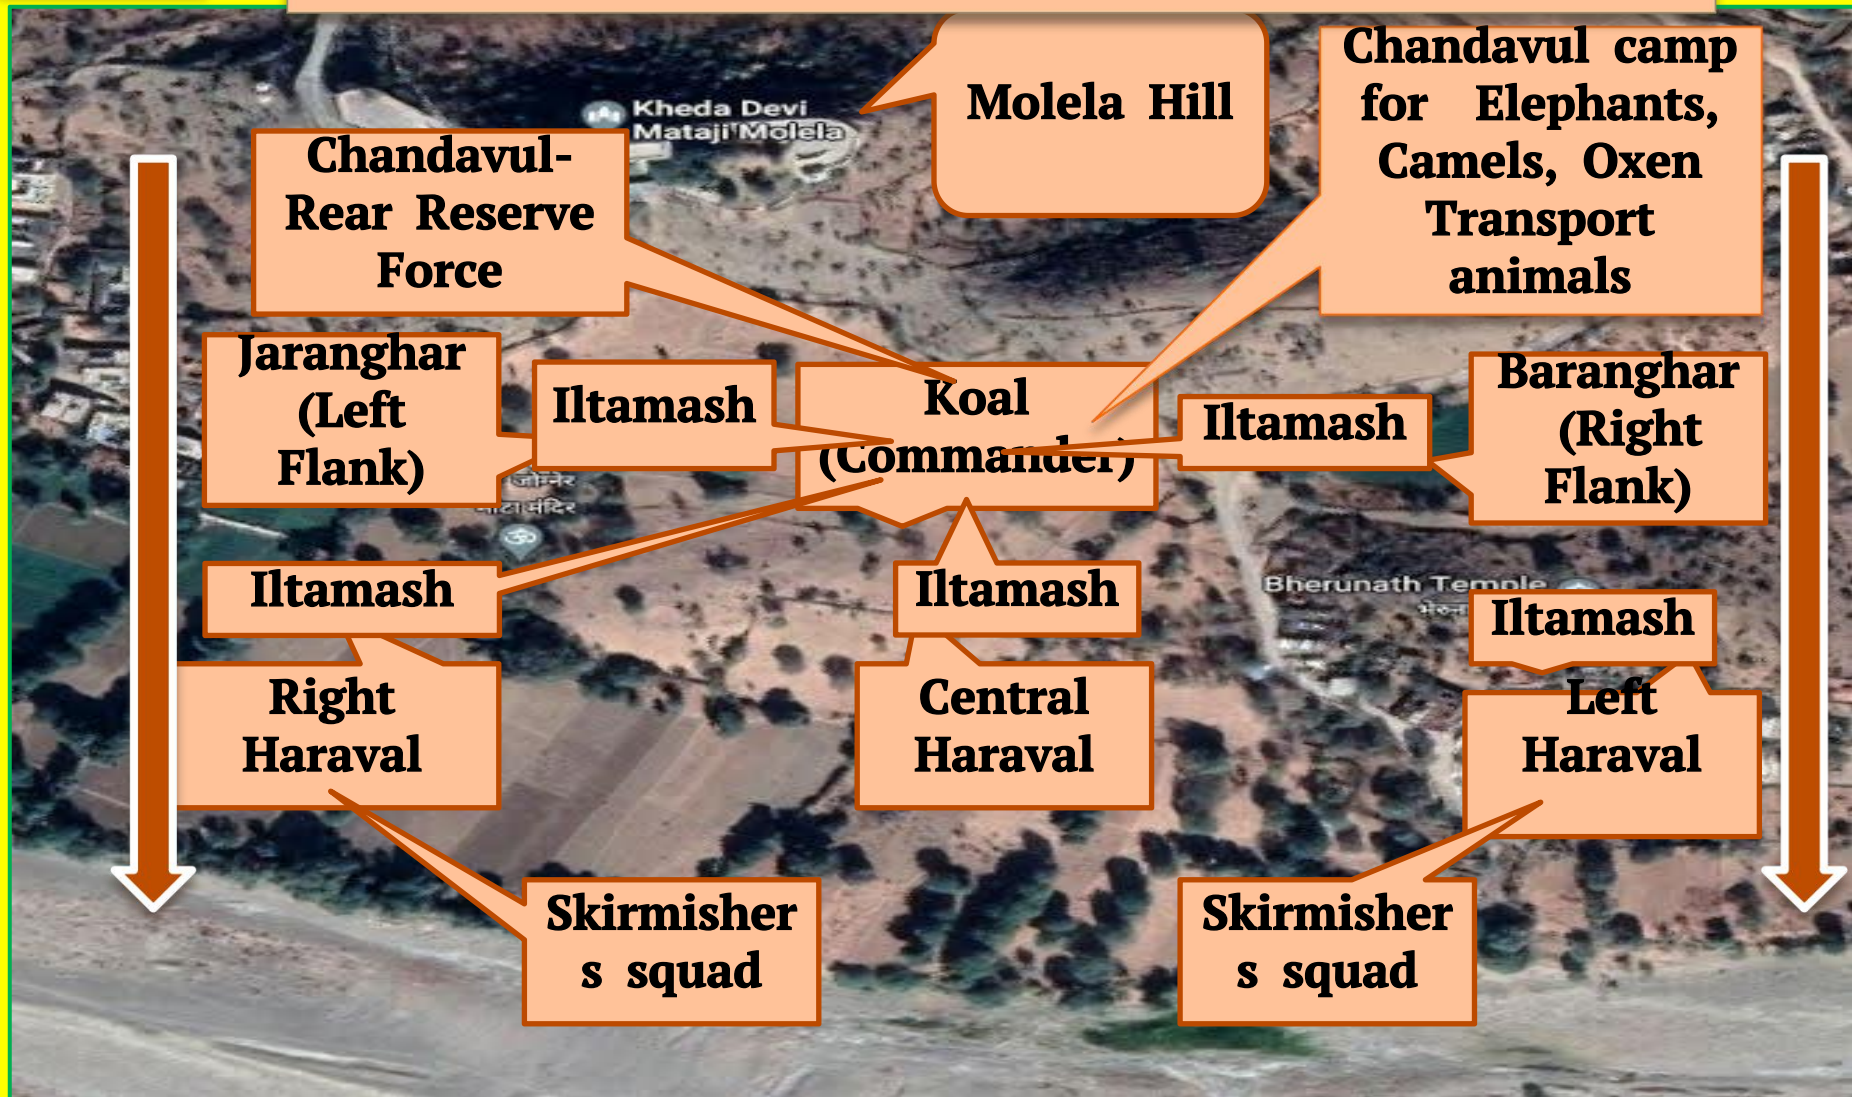 Kheda Devi
Mataji Molela
Molela Hill
Chandavul camp
for Elephants,
Camels, Oxen
Transport
animals
Chandavul-
Rear Reserve
Force
Jaranghar
(Left
Flank)
Iltamash
Koal
(Commander)
Iltamash
Baranghar
(Right
Flank)
मंदिर
Iltamash
Iltamash
Bherunath Temple
Iltamash
Right
Haraval
Central
Haraval
Left
Haraval
Skirmisher
s squad
Skirmisher
s squad